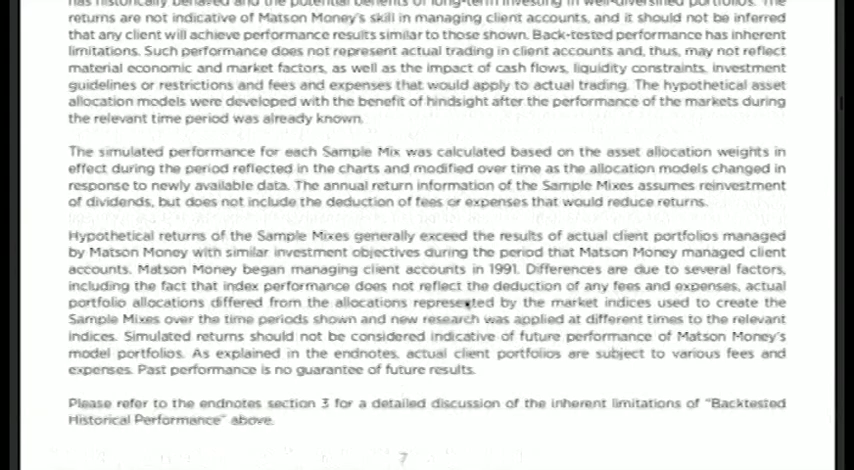 has historically behaved and the potential benefits of long-term investing in well-diversified portfolios. The
returns are not indicative of Matson Money's skill in managing client accounts, and it should not be inferred
that any client will achieve performance results similar to those shown. Back-tested performance has inherent
limitations. Such performance does not represent actual trading in client accounts and, thus, may not reflect
material economic and market factors, as well as the impact of cash flows, liquidity constraints, investment
guidelines or restrictions and fees and expenses that would apply to actual trading. The hypothetical asset
allocation models were developed with the benefit of hindsight after the performance of the markets during
the relevant time period was already known.
The simulated performance for each Sample Mix was calculated based on the asset allocation weights in
effect during the period reflected in the charts and modified over time as the allocation models changed in
response to newly available data. The annual return information of the Sample Mixes assumes reinvestment
of dividends, but does not include the deduction of fees or expenses that would reduce returns.
Hypothetical returns of the Sample Mixes generally exceed the results of actual client portfolios managed
by Matson Money with similar investment objectives during the period that Matson Money managed client
accounts. Matson Money began managing client accounts in 1991. Differences are due to several factors,
including the fact that index performance does not reflect the deduction of any fees and expenses, actual
portfolio allocations differed from the allocations represented by the market indices used to create the
Sample Mixes over the time periods shown and new research was applied at different times to the relevant
indices. Simulated returns should not be considered indicative of future performance of Matson Money's
model portfolios. As explained in the endnotes, actual client portfolios are subject to various fees and
expenses. Past performance is no guarantee of future results.
Please refer to the endnotes section 3 for a detailed discussion of the inherent limitations of "Backtested
Historical Performance" above.
7